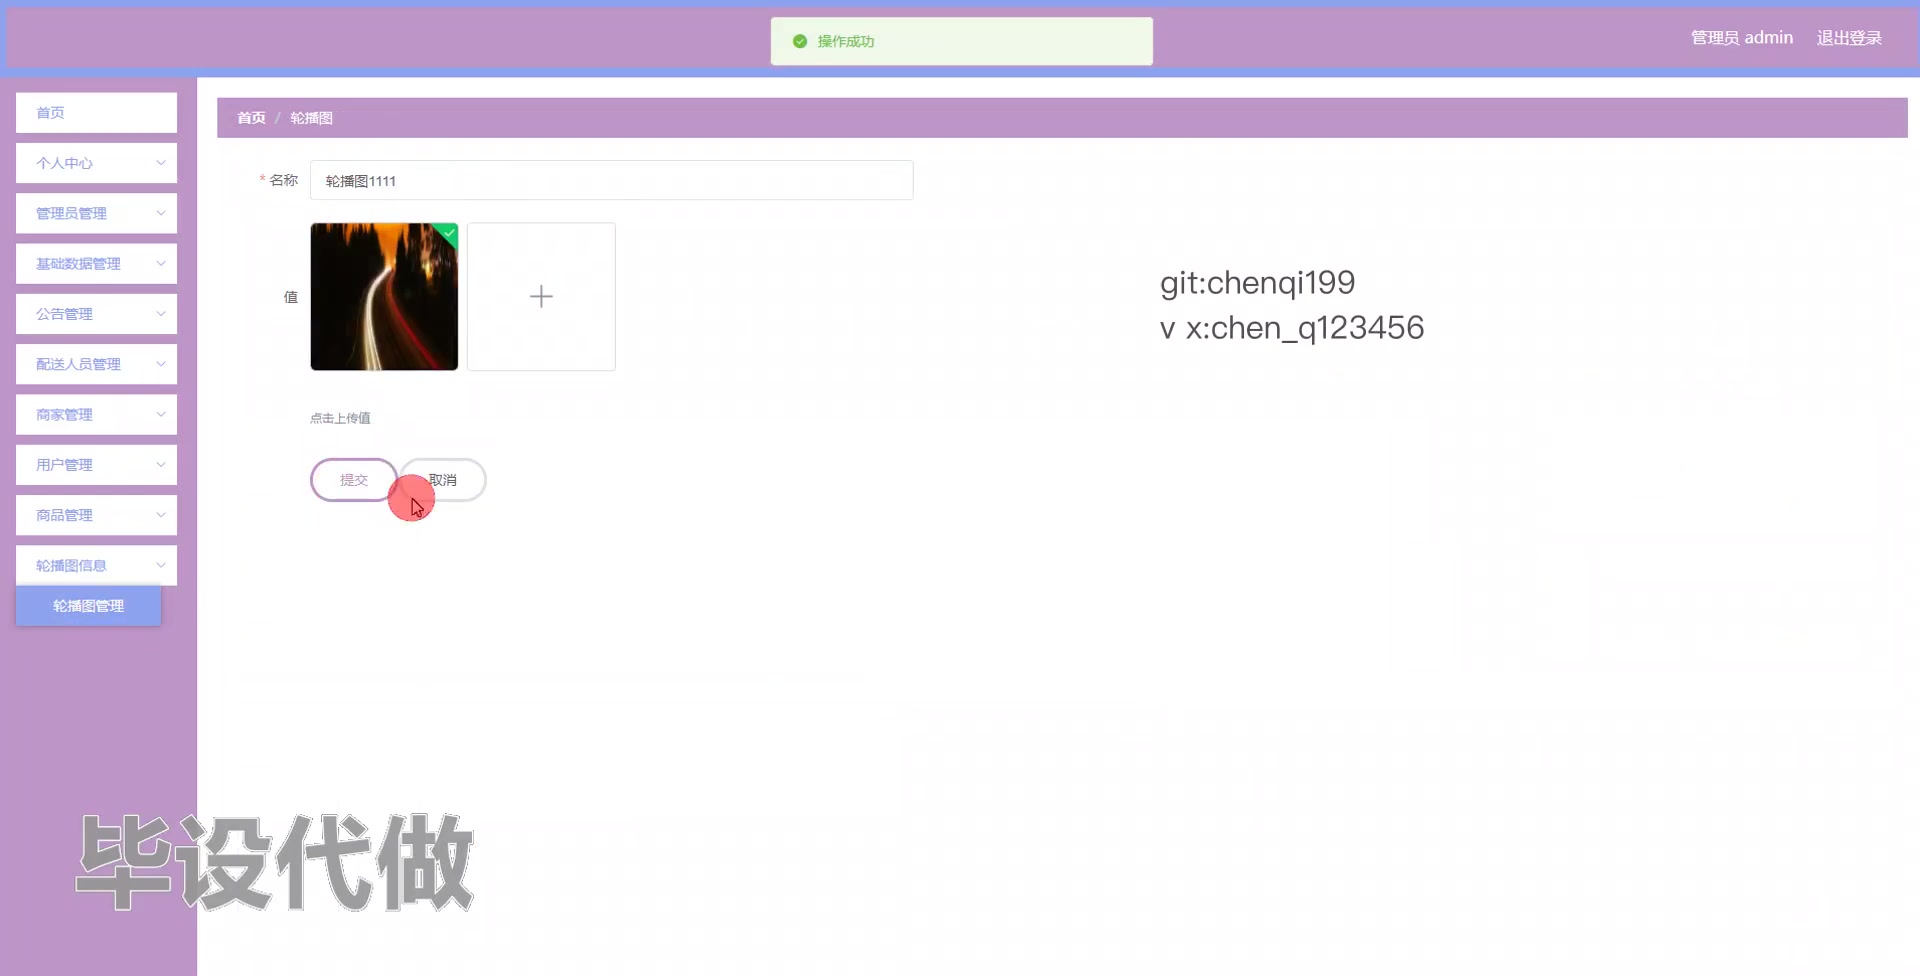 操作成功
管理员 admin 退出登录
首页
个人中心
管理员管理
基础数据管理
公告管理
配送人员管理
商家管理
用户管理
商品管理
轮播图信息
轮播图管理
首页 / 轮播图
* 名称 轮播图1111
值
点击上传值
提交 取消
git:chenqi199
v x:chen_q123456
毕设代做